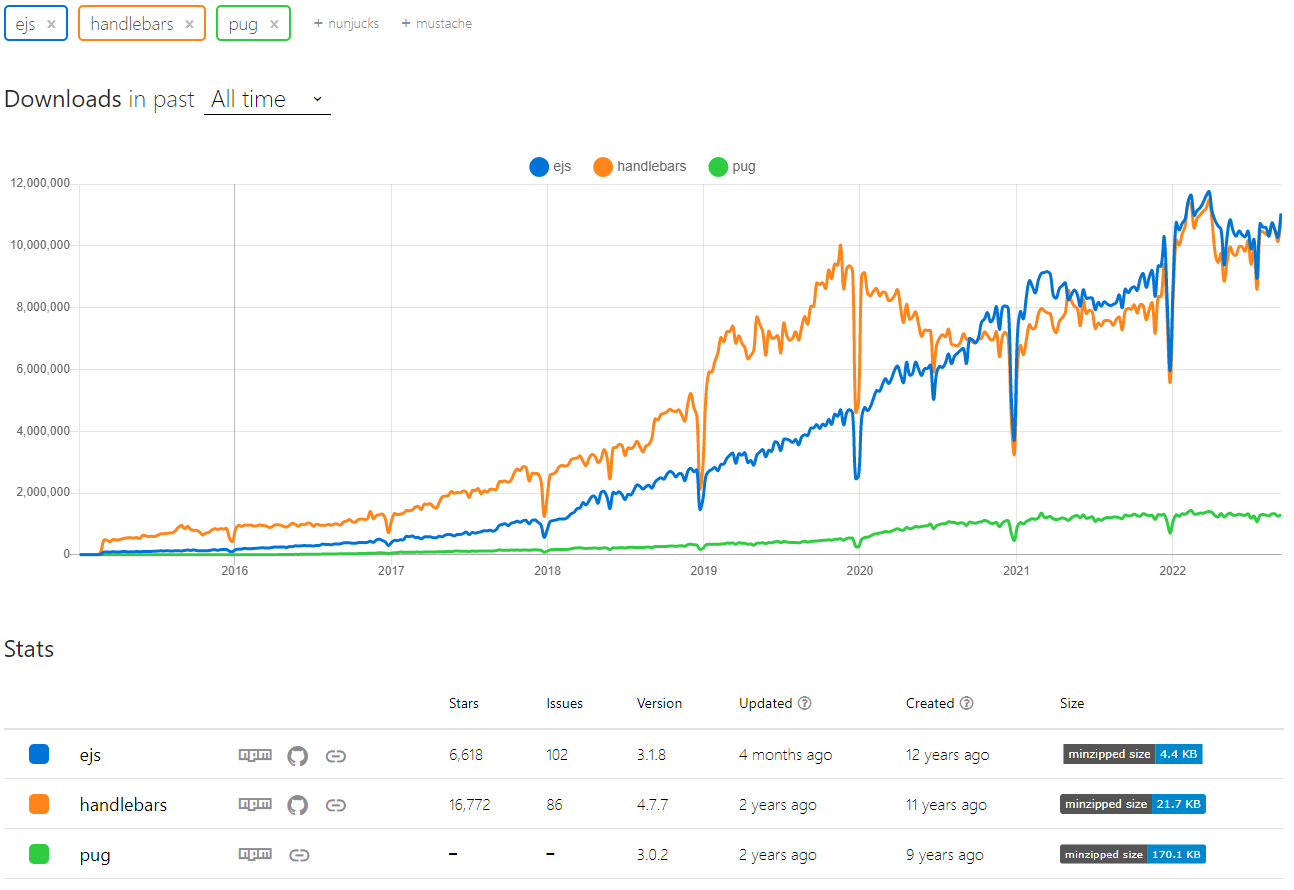 ejs × handlebars × pug × + nunjucks + mustache
Downloads in past All time
ejs handlebars pug
12,000,000
10,000,000
8,000,000
6,000,000
4,000,000
2,000,000
0
2016 2017 2018 2019 2020 2021 2022
Stats
Stars Issues Version Updated ? Created ? Size
ejs npm 6,618 102 3.1.8 4 months ago 12 years ago minzipped size 4.4 KB
handlebars npm 16,772 86 4.7.7 2 years ago 11 years ago minzipped size 21.7 KB
pug npm – – 3.0.2 2 years ago 9 years ago minzipped size 170.1 KB